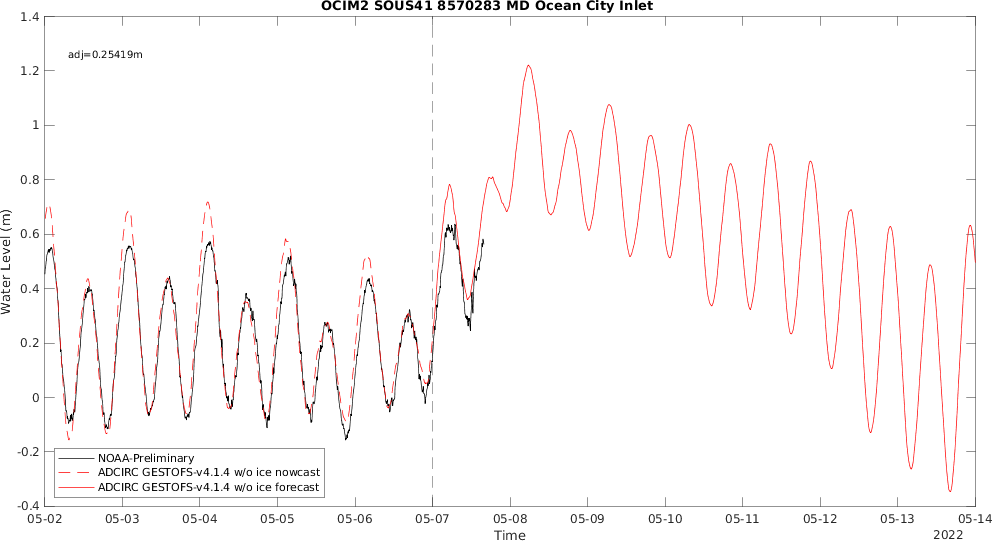 OCIM2 SOUS41 8570283 MD Ocean City Inlet
adj=0.25419m
Water Level (m)
1.4
1.2
1
0.8
0.6
0.4
0.2
0
-0.2
-0.4
NOAA-Preliminary
ADCIRC GESTOFS-v4.1.4 w/o ice nowcast
ADCIRC GESTOFS-v4.1.4 w/o ice forecast
05-02 05-03 05-04 05-05 05-06 05-07 05-08 05-09 05-10 05-11 05-12 05-13 05-14
Time
2022